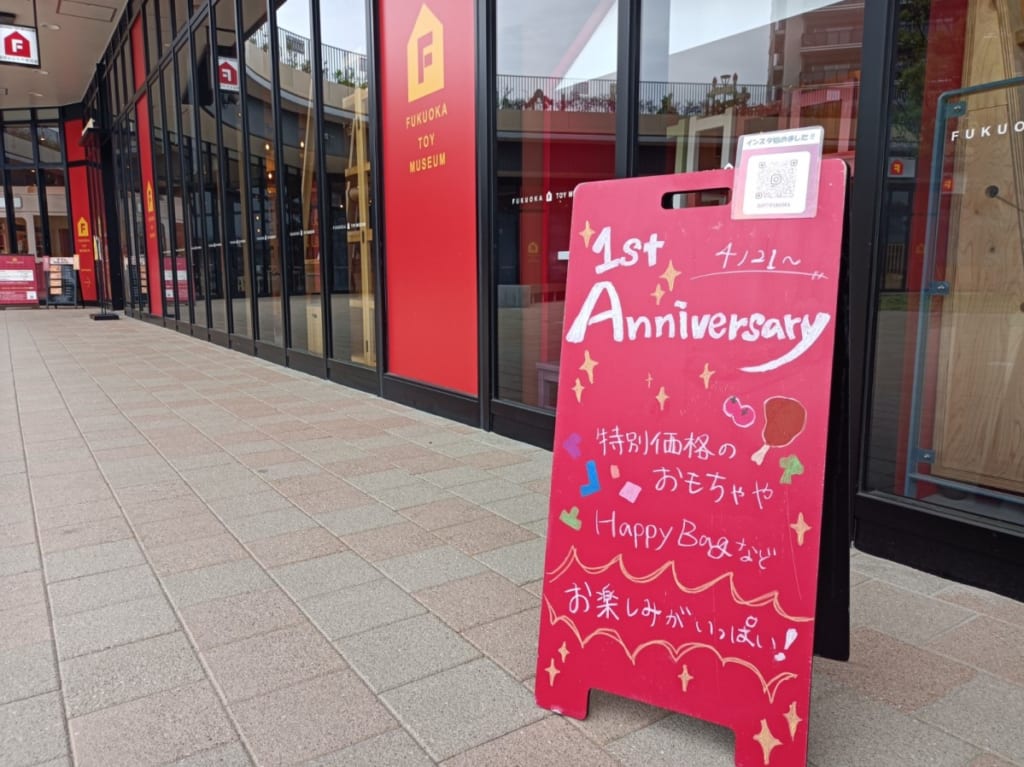 F
FUKUOKA
TOY
MUSEUM
FUKUOKA TOY M
FUKUO
インスタ始めました!!
1st
4/21~
Anniversary
特別価格の
おもちゃや
Happy Bagなど
お楽しみがいっぱい!